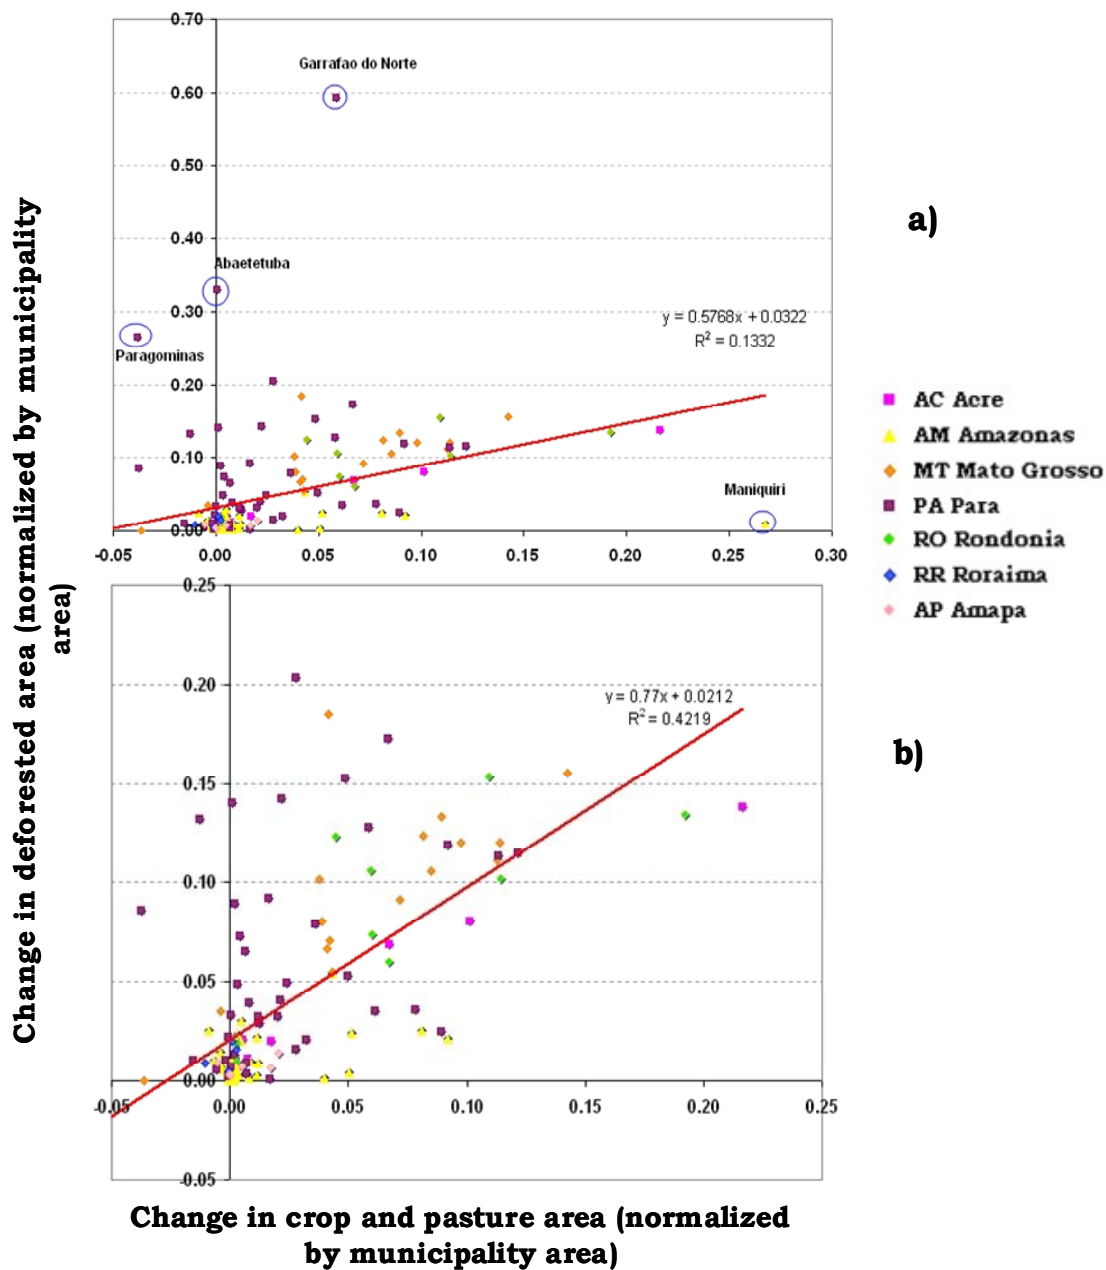 0.70
Garrafao do Norte
0.60
0.50
a)
0.40
Abaetetuba
0.30
y = 0.5768x + 0.0322
R² = 0.1332
Paragominas
0.20
0.10
Maniquiri
0.00
-0.05 0.00 0.05 0.10 0.15 0.20 0.25 0.30
AC Acre
AM Amazonas
MT Mato Grosso
PA Para
RO Rondonia
RR Roraima
AP Amapa
Change in deforested area (normalized by municipality
area)
0.25
0.20
y = 0.77x + 0.0212
R² = 0.4219
b)
0.15
0.10
0.05
0.00
-0.05 0.00 0.05 0.10 0.15 0.20 0.25
-0.05
Change in crop and pasture area (normalized
by municipality area)